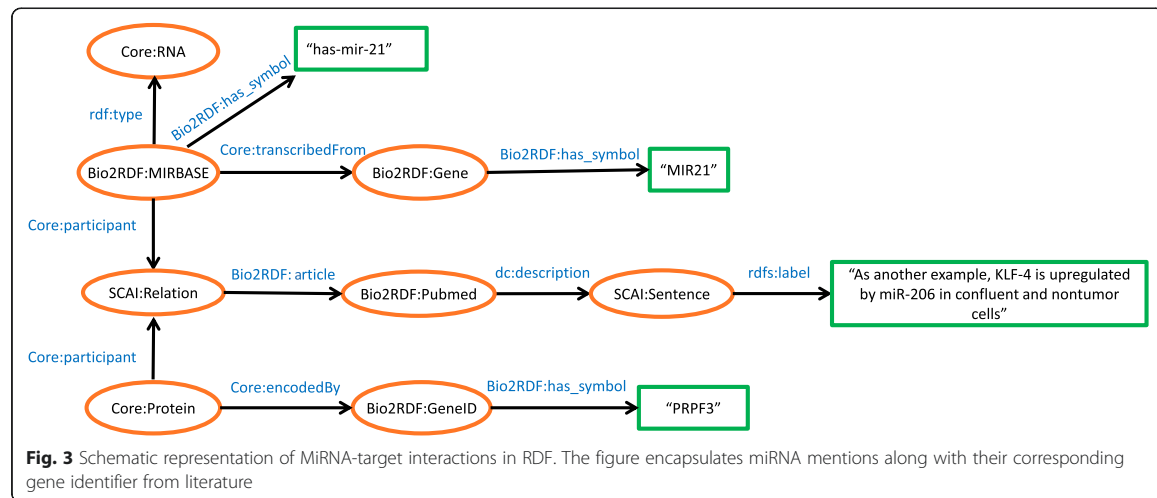 Core:RNA
"has-mir-21"
rdf:type
Bio2RDF:has_symbol
Bio2RDF:MIRBASE
Core:transcribedFrom
Bio2RDF:Gene
Bio2RDF:has_symbol
"MIR21"
Core:participant
SCAI:Relation
Bio2RDF: article
Bio2RDF:Pubmed
dc:description
SCAI:Sentence
rdfs:label
"As another example, KLF-4 is upregulated
by miR-206 in confluent and nontumor
cells"
Core:participant
Core:Protein
Core:encodedBy
Bio2RDF:GeneID
Bio2RDF:has_symbol
"PRPF3"
Fig. 3 Schematic representation of MiRNA-target interactions in RDF. The figure encapsulates miRNA mentions along with their corresponding
gene identifier from literature